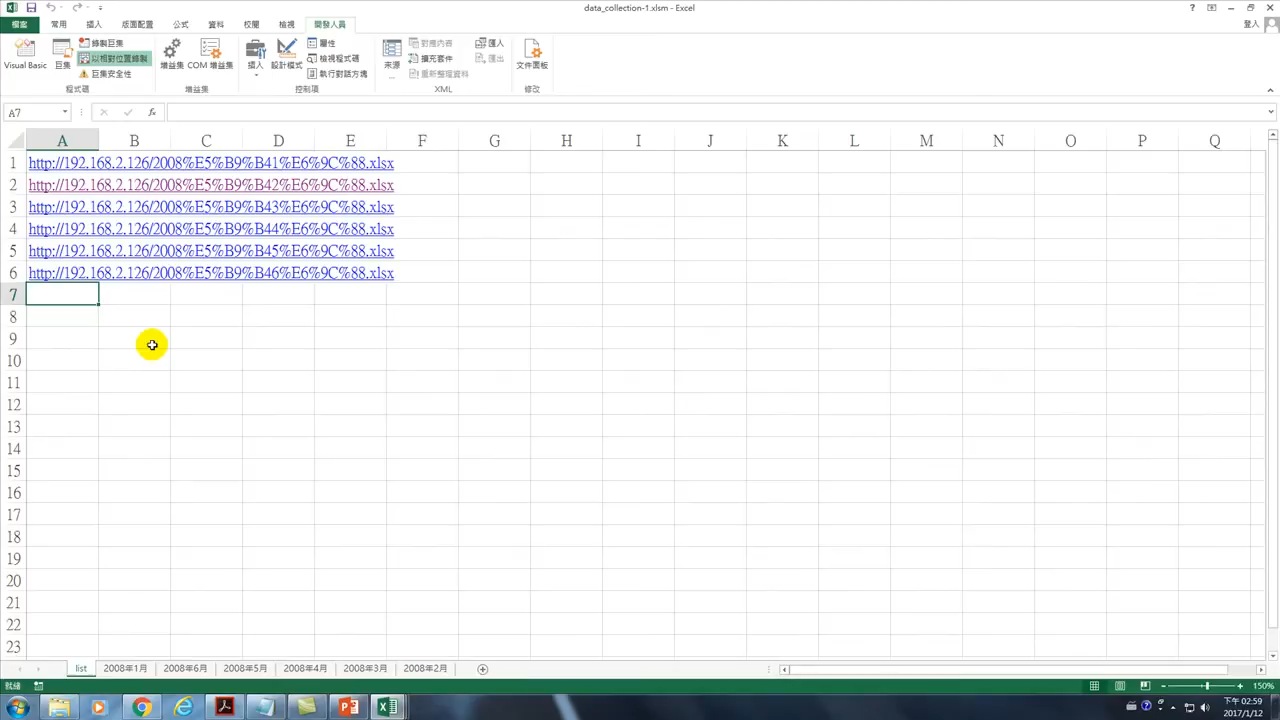 data_collection-1.xlsm - Excel
檔案 常用 插入 版面配置 公式 資料 校閱 檢視 開發人員 登入
Visual Basic 巨集 錄製巨集 以相對位置錄製 巨集安全性 增益集 COM 增益集 插入 設計模式 屬性 檢視程式碼 執行對話方塊 來源 對應內容 擴充套件 重新整理資料 匯入 匯出 文件面板
程式碼 增益集 控制項 XML 修改
A7 fx
A B C D E F G H I J K L M N O P Q
1 http://192.168.2.126/2008%E5%B9%B41%E6%9C%88.xlsx
2 http://192.168.2.126/2008%E5%B9%B42%E6%9C%88.xlsx
3 http://192.168.2.126/2008%E5%B9%B43%E6%9C%88.xlsx
4 http://192.168.2.126/2008%E5%B9%B44%E6%9C%88.xlsx
5 http://192.168.2.126/2008%E5%B9%B45%E6%9C%88.xlsx
6 http://192.168.2.126/2008%E5%B9%B46%E6%9C%88.xlsx
7
8
9
10
11
12
13
14
15
16
17
18
19
20
21
22
23
list 2008年1月 2008年6月 2008年5月 2008年4月 2008年3月 2008年2月
就緒 150%
下午 02:59
2017/1/12